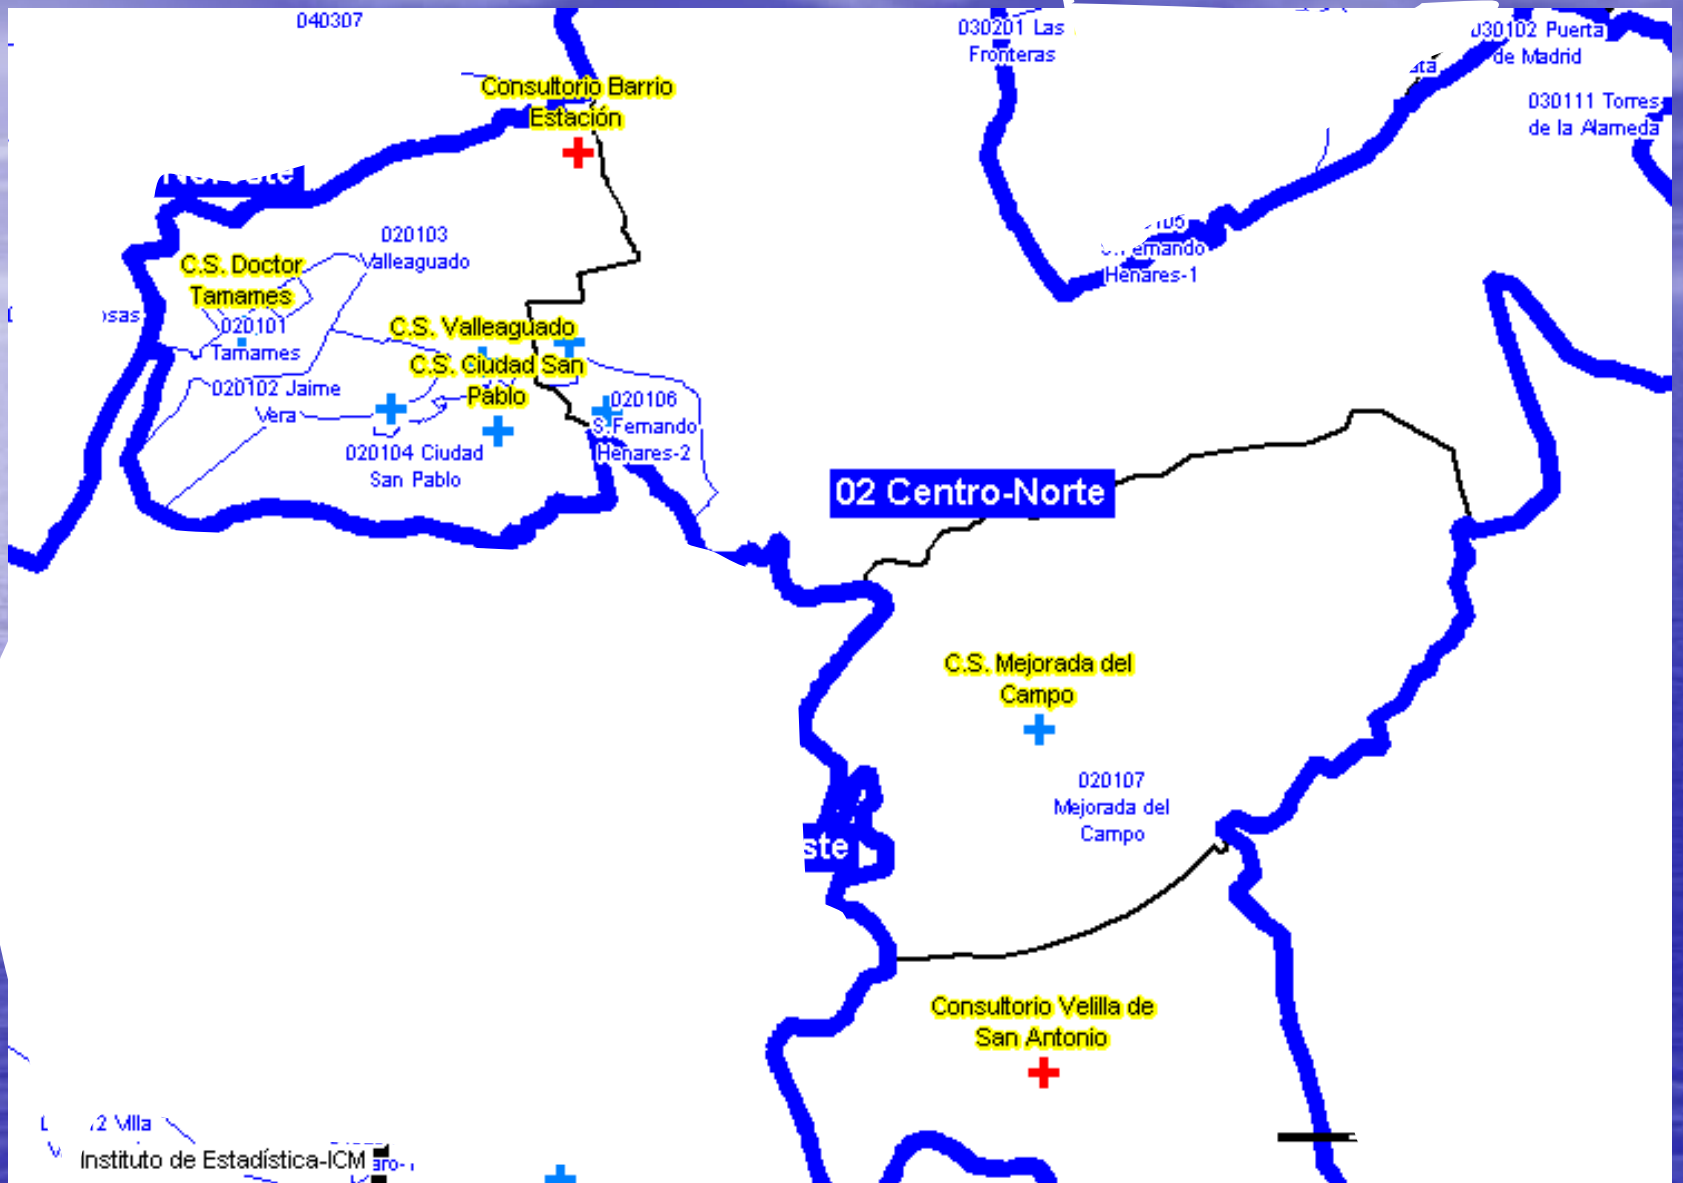 040307
030201 Las
Fronteras
030102 Puerta
de Madrid
030111 Torres
de la Alameda
Consultorio Barrio
Estación
020103
Valleaguado
C.S. Doctor
Tamames
020101
Tamames
C.S. Valleaguado
C.S. Ciudad San
Pablo
020102 Jaime
Vera
020104 Ciudad
San Pablo
020106
S.Fernando
Henares-2
Fernando
Henares-1
02 Centro-Norte
C.S. Mejorada del
Campo
020107
Mejorada del
Campo
Consultorio Velilla de
San Antonio
Villa
Instituto de Estadística-ICM